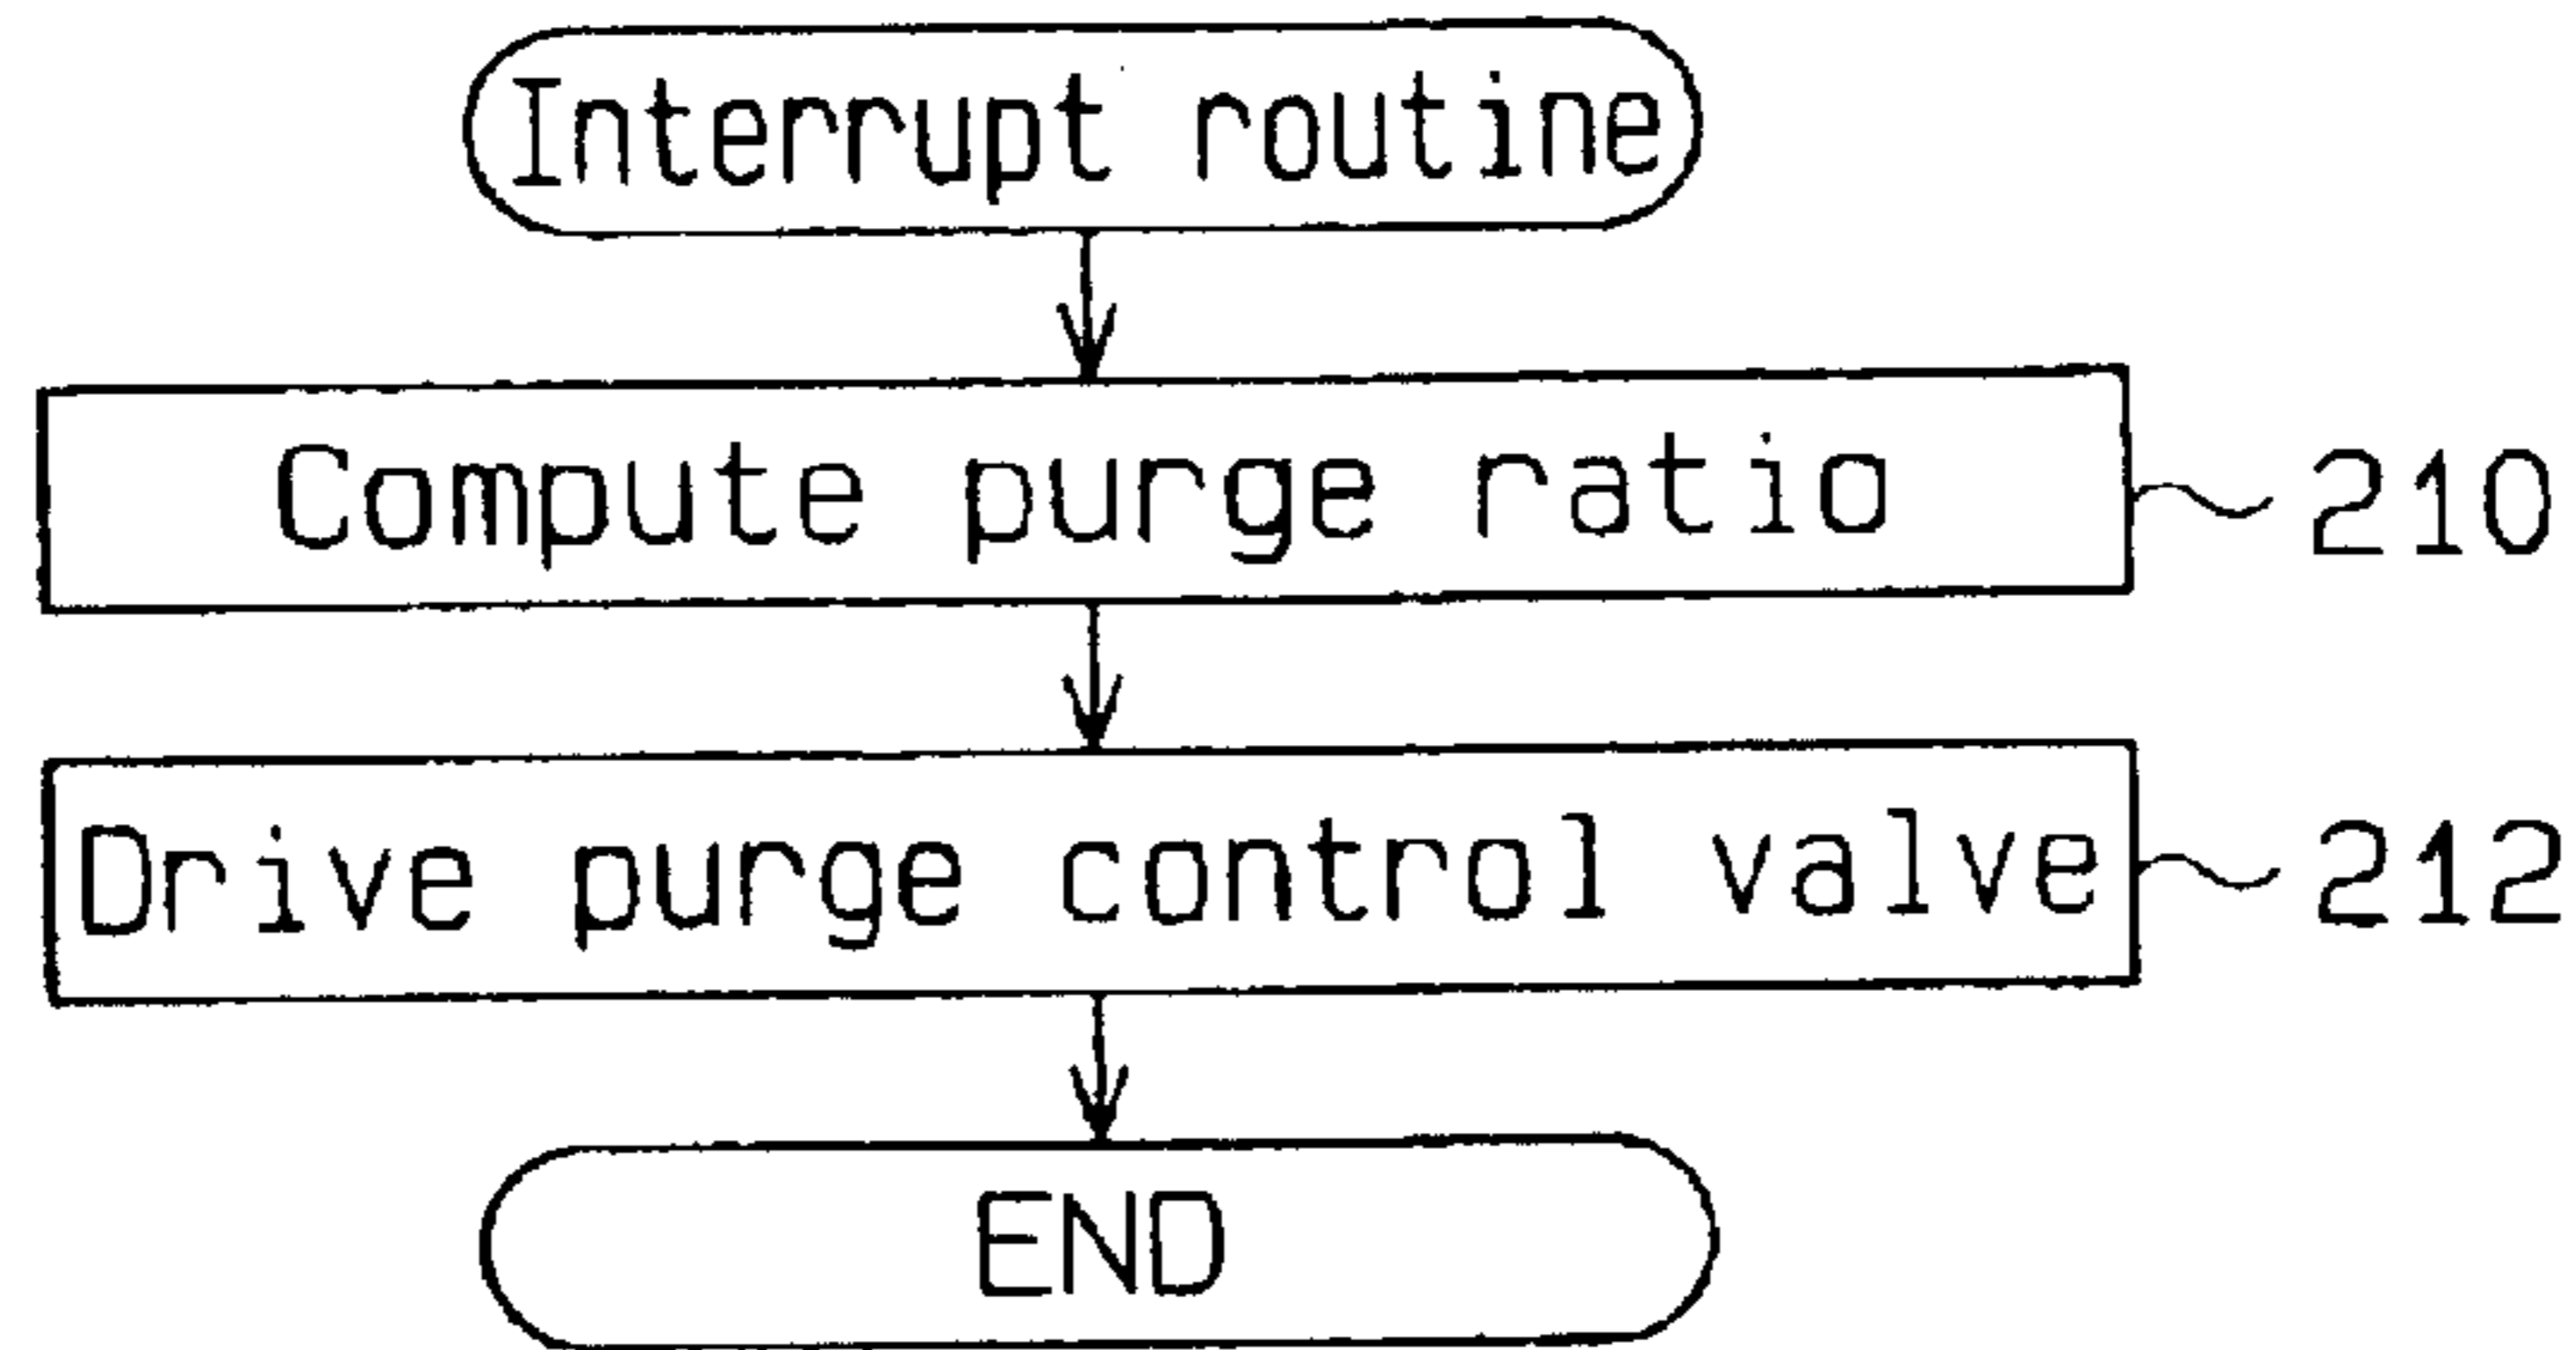 Interrupt routine
Compute purge ratio
210
Drive purge control valve
212
END